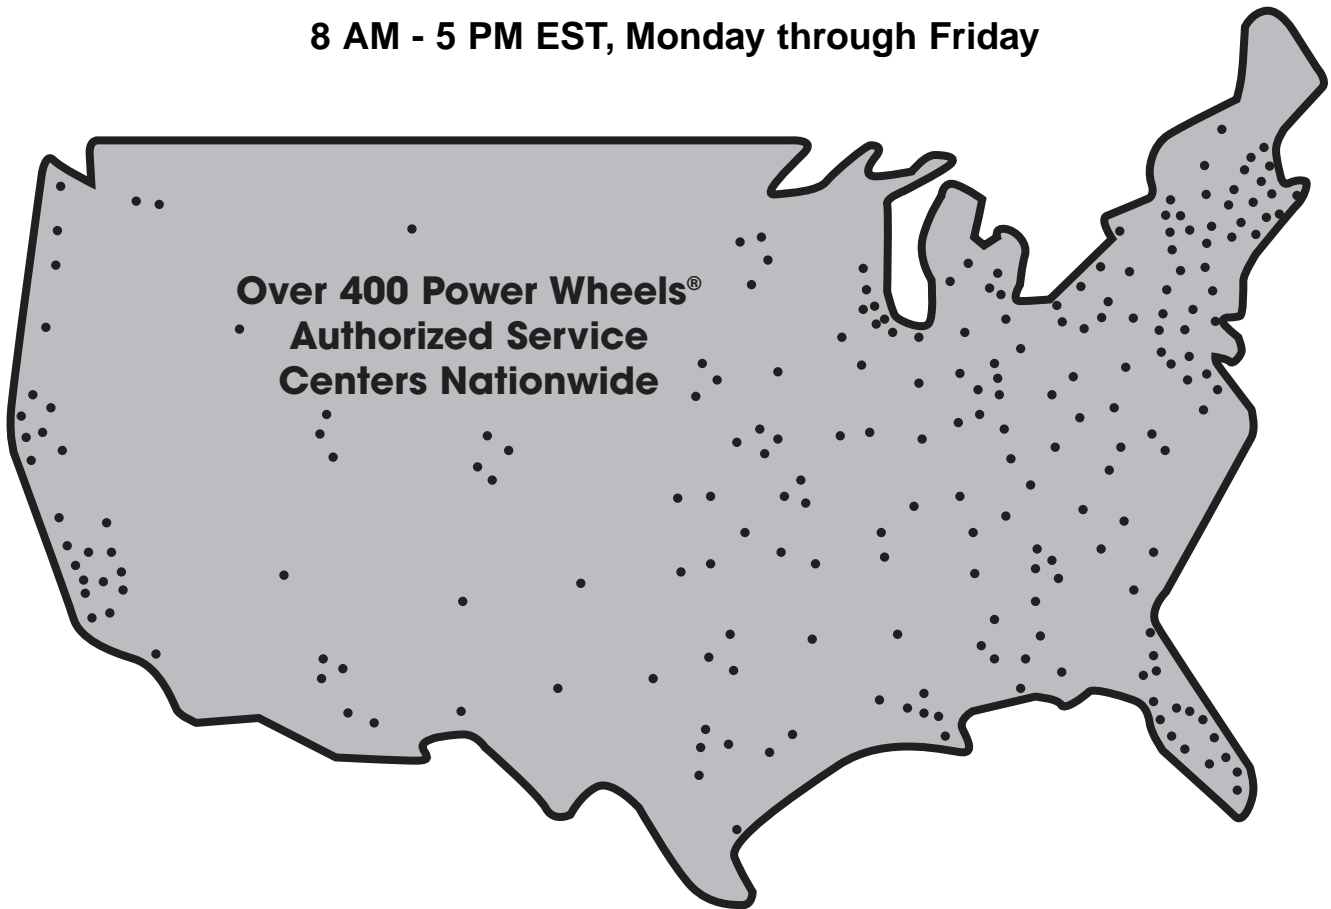 8 AM - 5 PM EST, Monday through Friday
Over 400 Power Wheels®
Authorized Service
Centers Nationwide